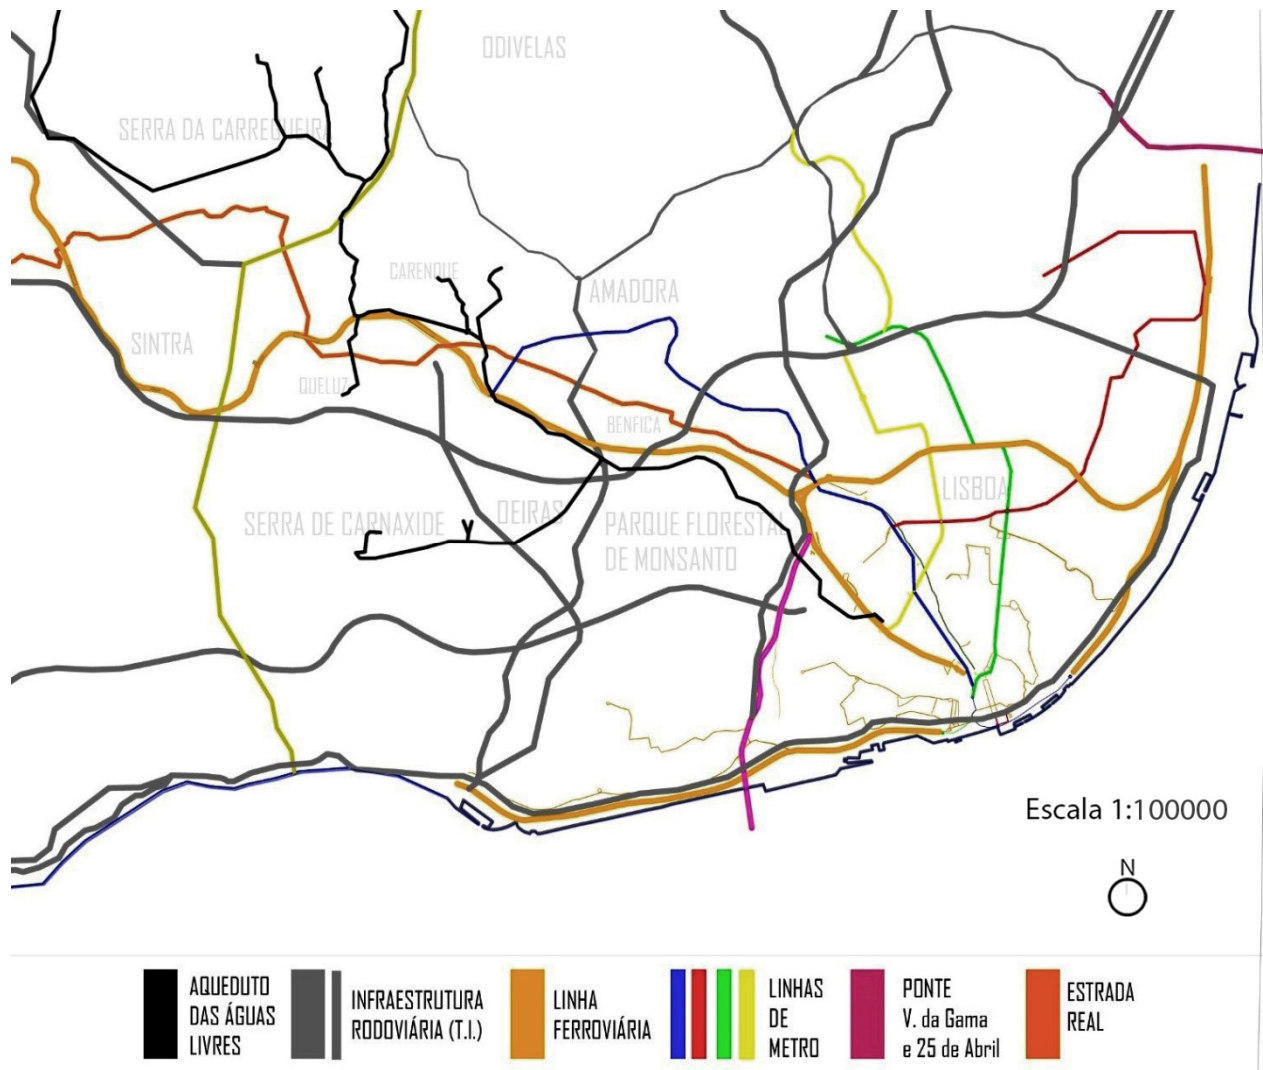 ODIVELAS
SERRA DA CARREGUEIRA
CARENQUE
AMADORA
SINTRA
QUELUZ
BENFICA
LISBOA
OEIRAS
SERRA DE CARNAXIDE
PARQUE FLORESTAL
DE MONSANTO
Escala 1:100000
N
AQUEDUTO
DAS ÁGUAS
LIVRES
INFRAESTRUTURA
RODOVIÁRIA (T.I.)
LINHA
FERROVIÁRIA
LINHAS
DE
METRO
PONTE
V. da Gama
e 25 de Abril
ESTRADA
REAL